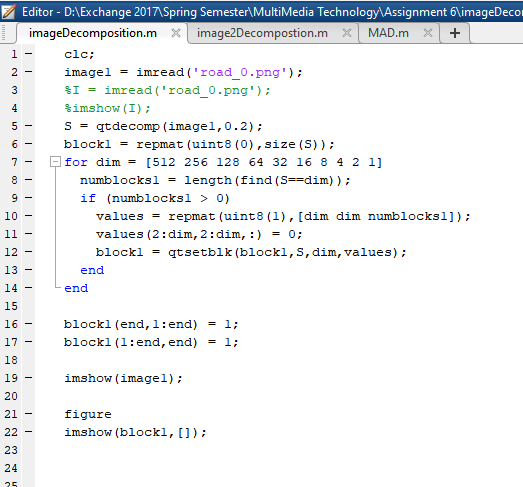 Editor - D:\Exchange 2017\Spring Semester\MultiMedia Technology\Assignment 6\imageDeco
imageDecomposition.m × image2Decompostion.m × MAD.m × +
1 – clc;
2 – image1 = imread('road_0.png');
3 %I = imread('road_0.png');
4 %imshow(I);
5 – S = qtdecomp(image1,0.2);
6 – block1 = repmat(uint8(0),size(S));
7 – for dim = [512 256 128 64 32 16 8 4 2 1]
8 – numblocks1 = length(find(S==dim));
9 – if (numblocks1 > 0)
10 – values = repmat(uint8(1),[dim dim numblocks1]);
11 – values(2:dim,2:dim,:) = 0;
12 – block1 = qtsetblk(block1,S,dim,values);
13 – end
14 – end
15
16 – block1(end,1:end) = 1;
17 – block1(1:end,end) = 1;
18
19 – imshow(image1);
20
21 – figure
22 – imshow(block1,[]);
23
24
25